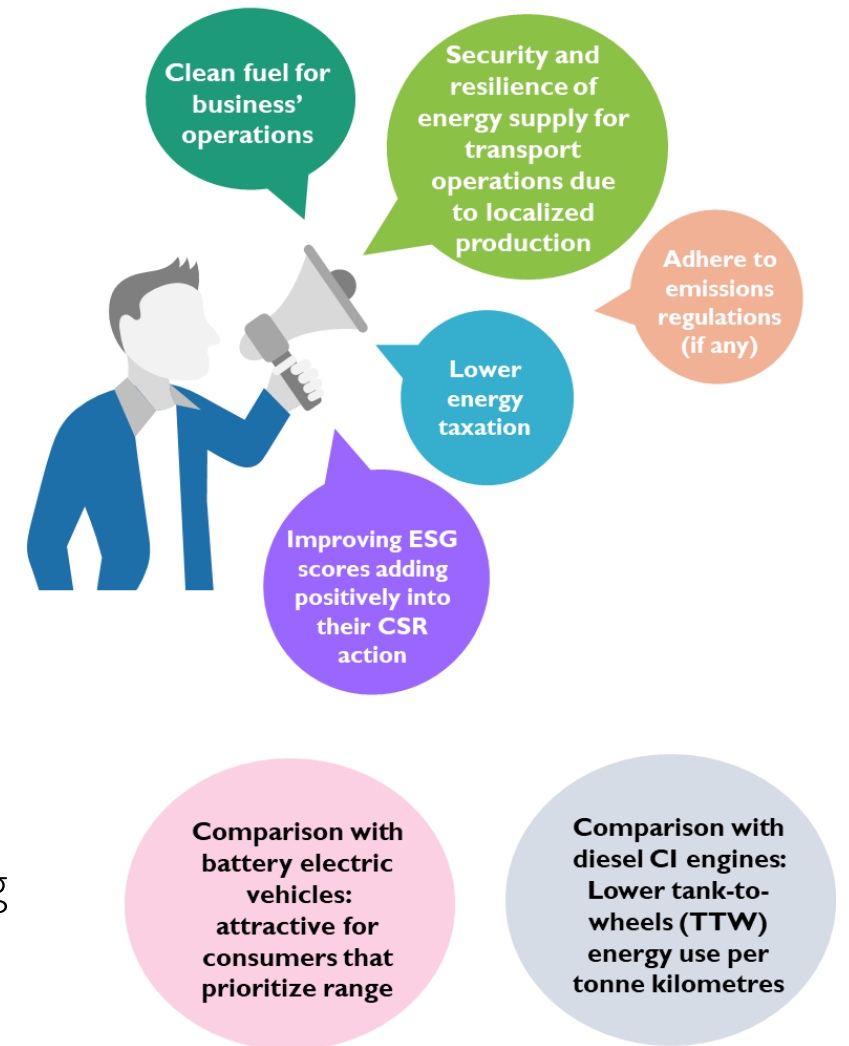 Clean fuel for
business’
operations
Security and
resilience of
energy supply for
transport
operations due
to localized
production
Adhere to
emissions
regulations
(if any)
Lower
energy
taxation
Improving ESG
scores adding
positively into
their CSR
action
Comparison with
battery electric
vehicles:
attractive for
consumers that
prioritize range
Comparison with
diesel CI engines:
Lower tank-to-
wheels (TTW)
energy use per
tonne kilometres
g